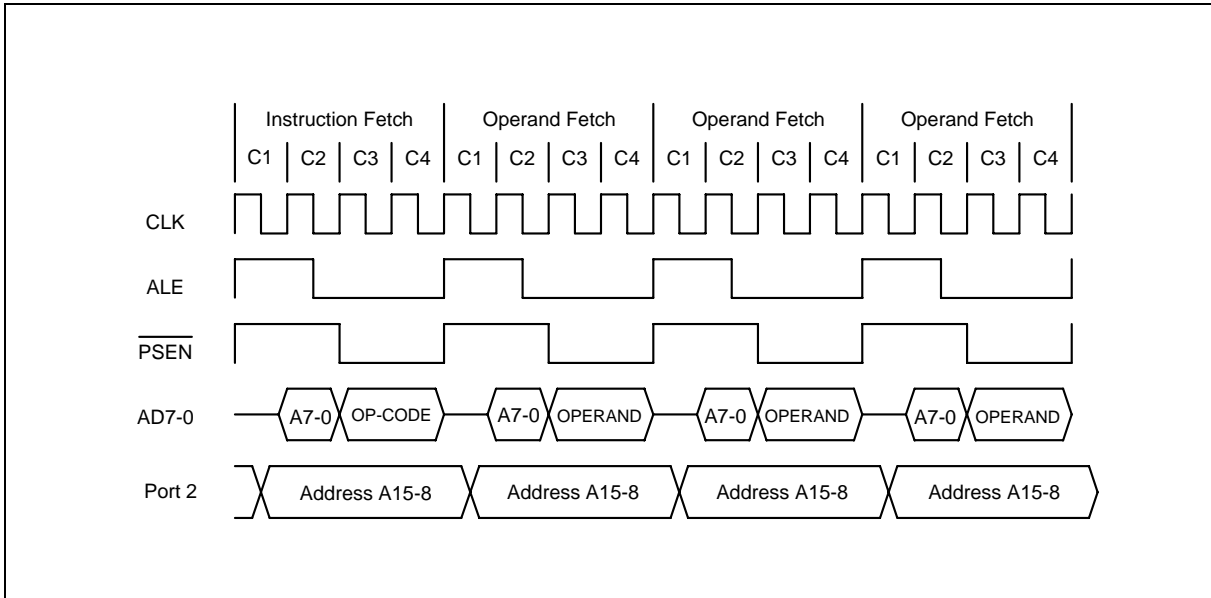 Instruction Fetch Operand Fetch Operand Fetch Operand Fetch
C1 C2 C3 C4 C1 C2 C3 C4 C1 C2 C3 C4 C1 C2 C3 C4
CLK
ALE
PSEN
AD7-0 A7-0 OP-CODE A7-0 OPERAND A7-0 OPERAND A7-0 OPERAND
Port 2 Address A15-8 Address A15-8 Address A15-8 Address A15-8